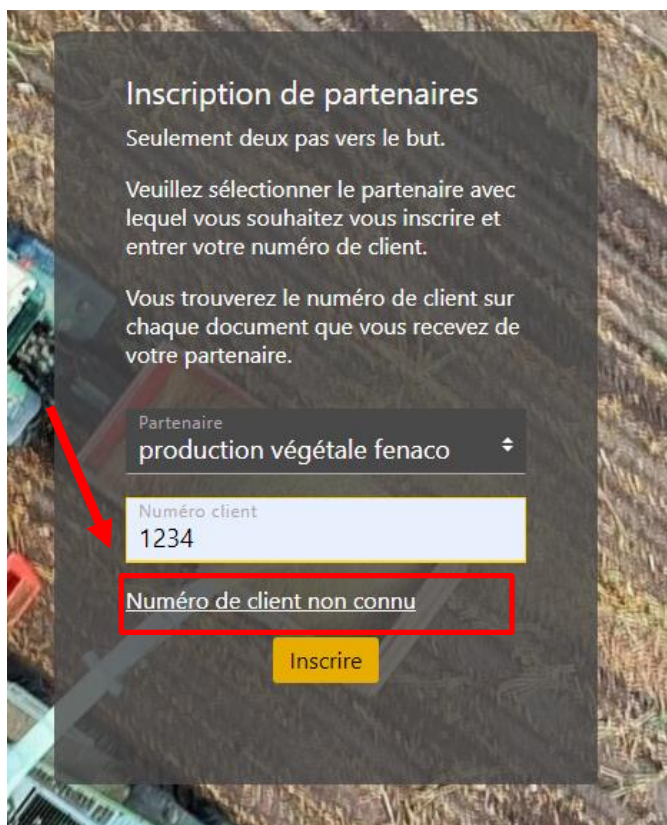 Inscription de partenaires
Seulement deux pas vers le but.
Veuillez sélectionner le partenaire avec
lequel vous souhaitez vous inscrire et
entrer votre numéro de client.
Vous trouverez le numéro de client sur
chaque document que vous recevez de
votre partenaire.
Partenaire
production végétale fenaco
Numéro client
1234
Numéro de client non connu
Inscrire